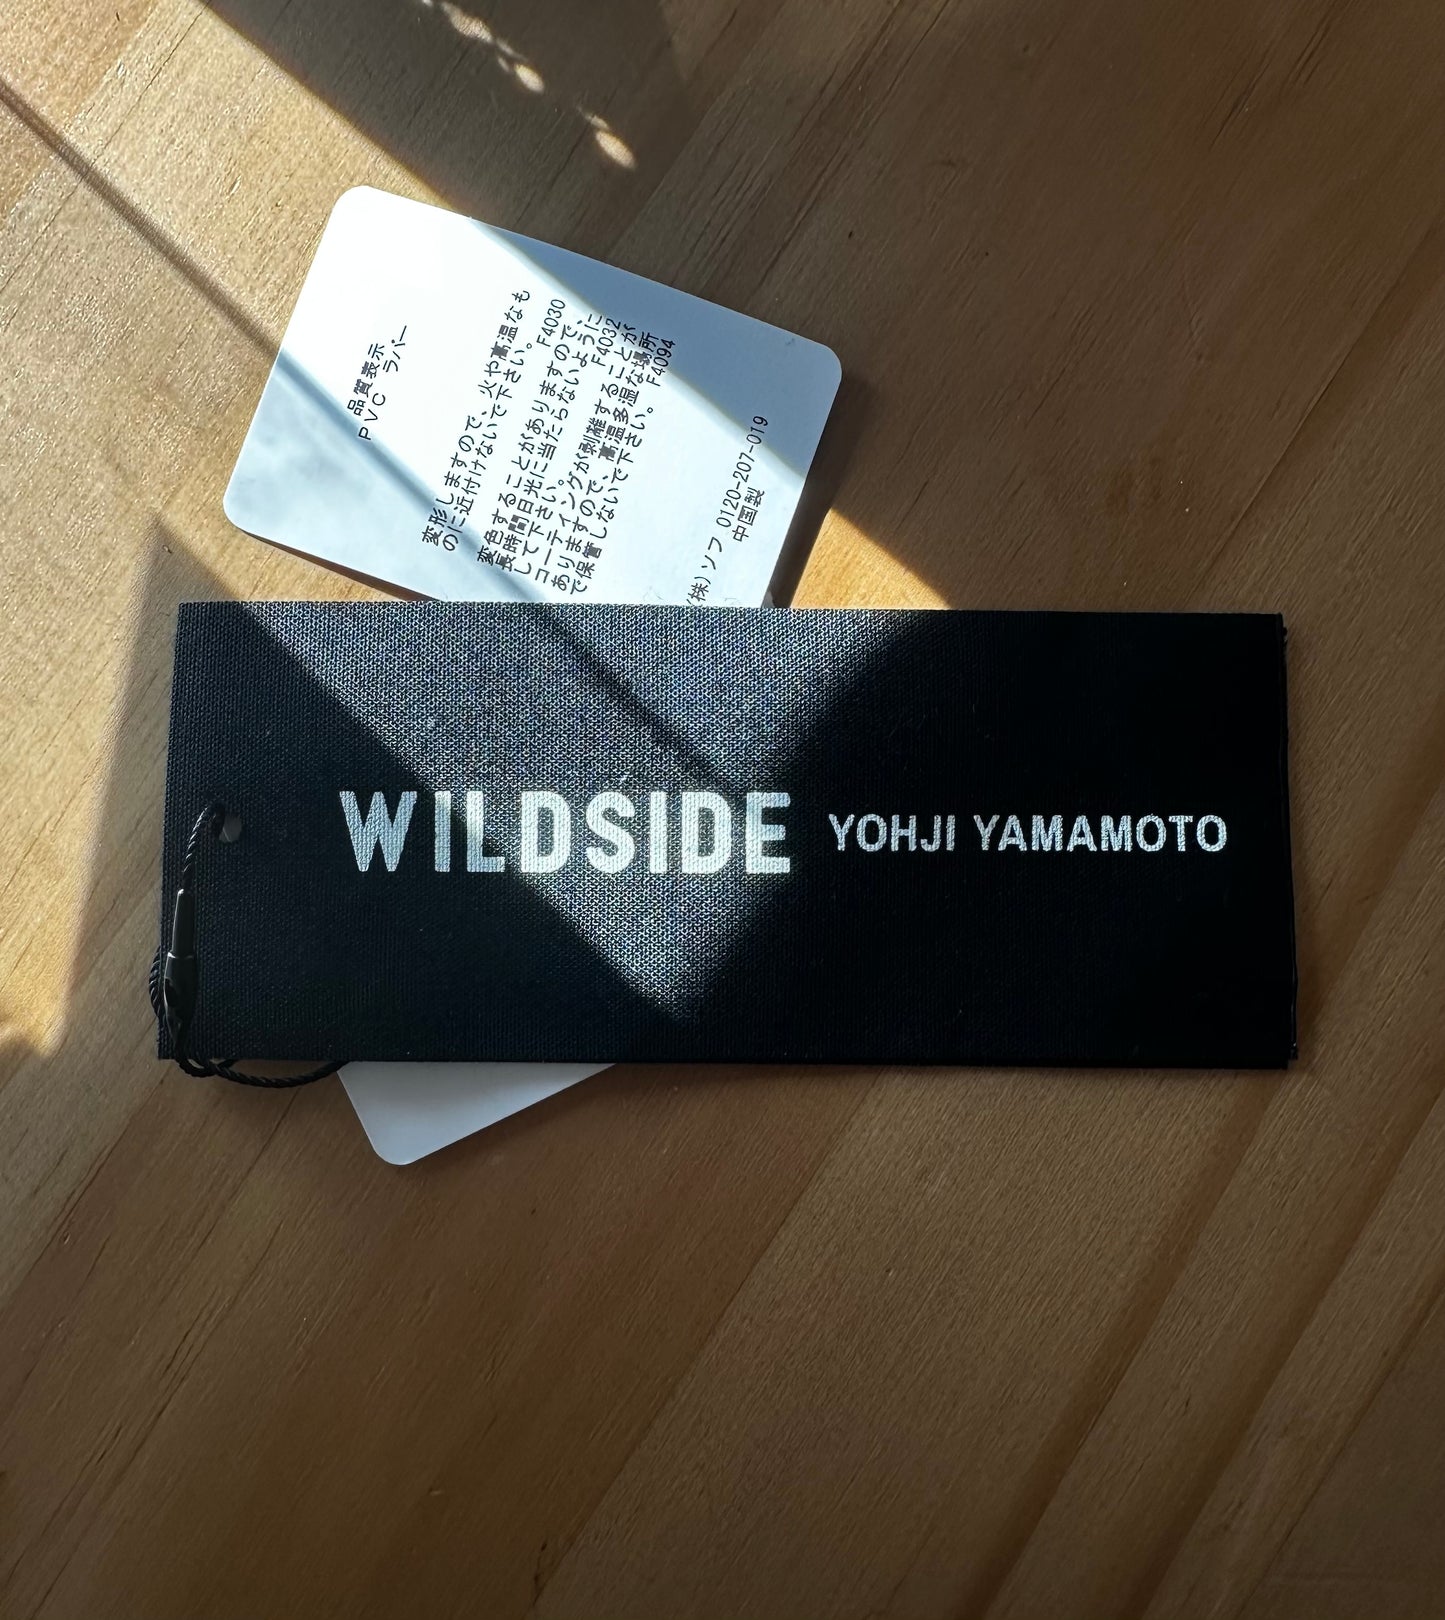 品質表示
PVC ラバー
変形しますので、火や高温なも
のに近付けないで下さい。 F4030
変色することがありますので、
長時間日光に当たらないように
して下さい。 F4032
コーティングが剥離することが
ありますので、高温多湿な場所
で保管しないで下さい。 F4094
(株)ソフ 0120-207-019
中国製
WILDSIDE YOHJI YAMAMOTO